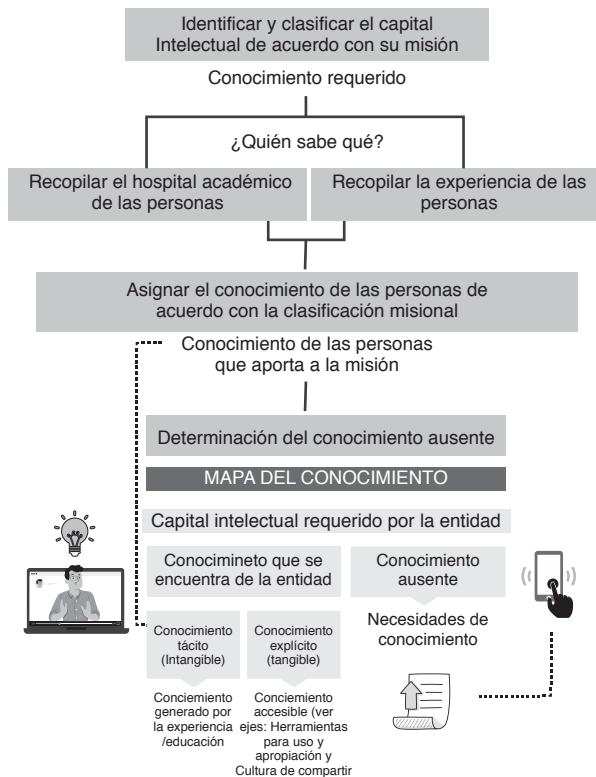 Identificar y clasificar el capital
Intelectual de acuerdo con su misión
Conocimiento requerido
¿Quién sabe qué?
Recopilar el hospital académico
de las personas
Recopilar la experiencia de las
personas
Asignar el conocimiento de las personas de
acuerdo con la clasificación misional
Conocimiento de las personas
que aporta a la misión
Determinación del conocimiento ausente
MAPA DEL CONOCIMIENTO
Capital intelectual requerido por la entidad
Conocimineto que se
encuentra de la entidad
Conocimiento
ausente
Conocimiento
tácito
(Intangible)
Conocimiento
explícito
(tangible)
Necesidades de
conocimiento
Conciemiento
generado por
la experiencia
/educación
Conciemiento
accesible (ver
ejes: Herramientas
para uso y
apropiación y
Cultura de compartir